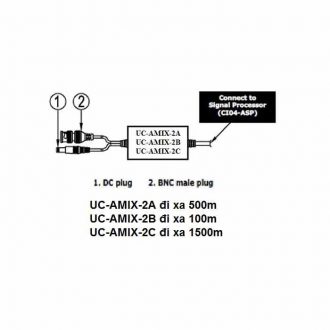 1 2
Connect to
Signal Processor
(CI04-ASP)
UC-AMIX-2A
UC-AMIX-2B
UC-AMIX-2C
1. DC plug 2. BNC male plug
UC-AMIX-2A đi xa 500m
UC-AMIX-2B đi xa 100m
UC-AMIX-2C đi xa 1500m